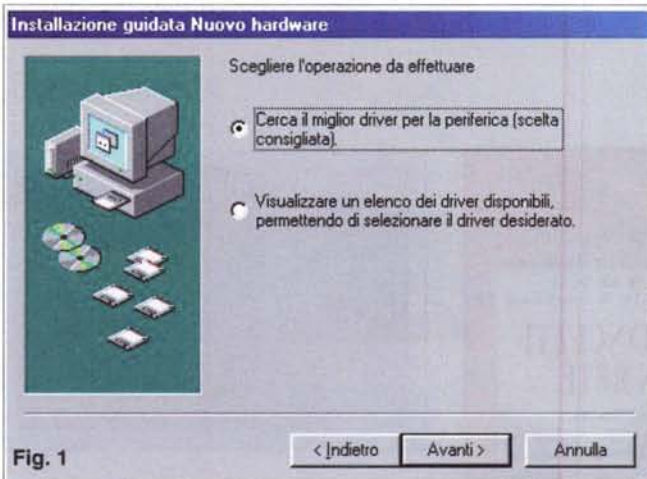 Installazione guidata Nuovo hardware
Scegliere l'operazione da effettuare
Cerca il miglior driver per la periferica (scelta
consigliata).
Visualizzare un elenco dei driver disponibili,
permettendo di selezionare il driver desiderato.
< Indietro
Avanti >
Annulla
Fig. 1